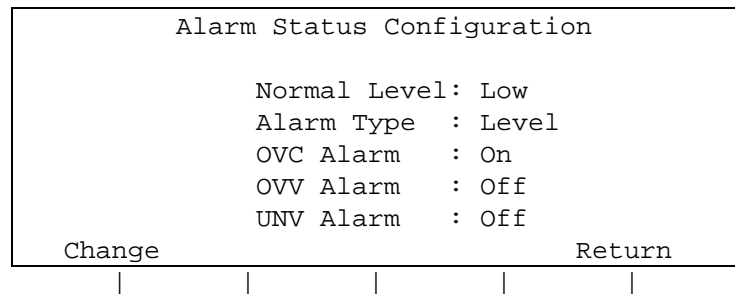 Alarm Status Configuration
Normal Level: Low
Alarm Type : Level
OVC Alarm : On
OVV Alarm : Off
UNV Alarm : Off
Change Return